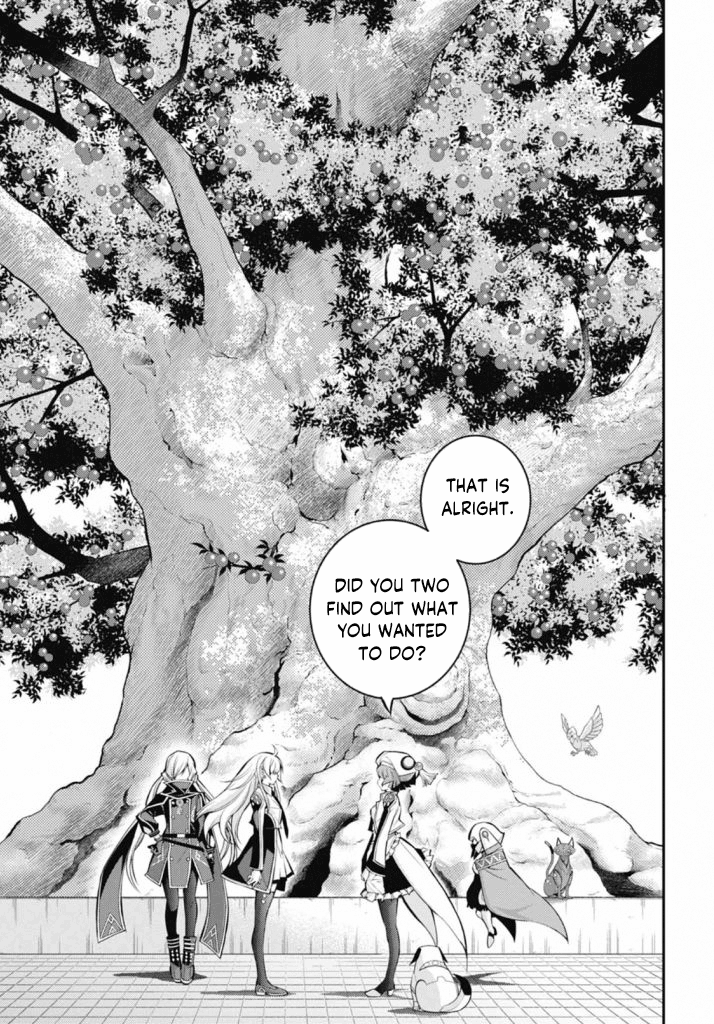 THAT IS
ALRIGHT.
DID YOU TWO
FIND OUT WHAT
YOU WANTED
TO DO?